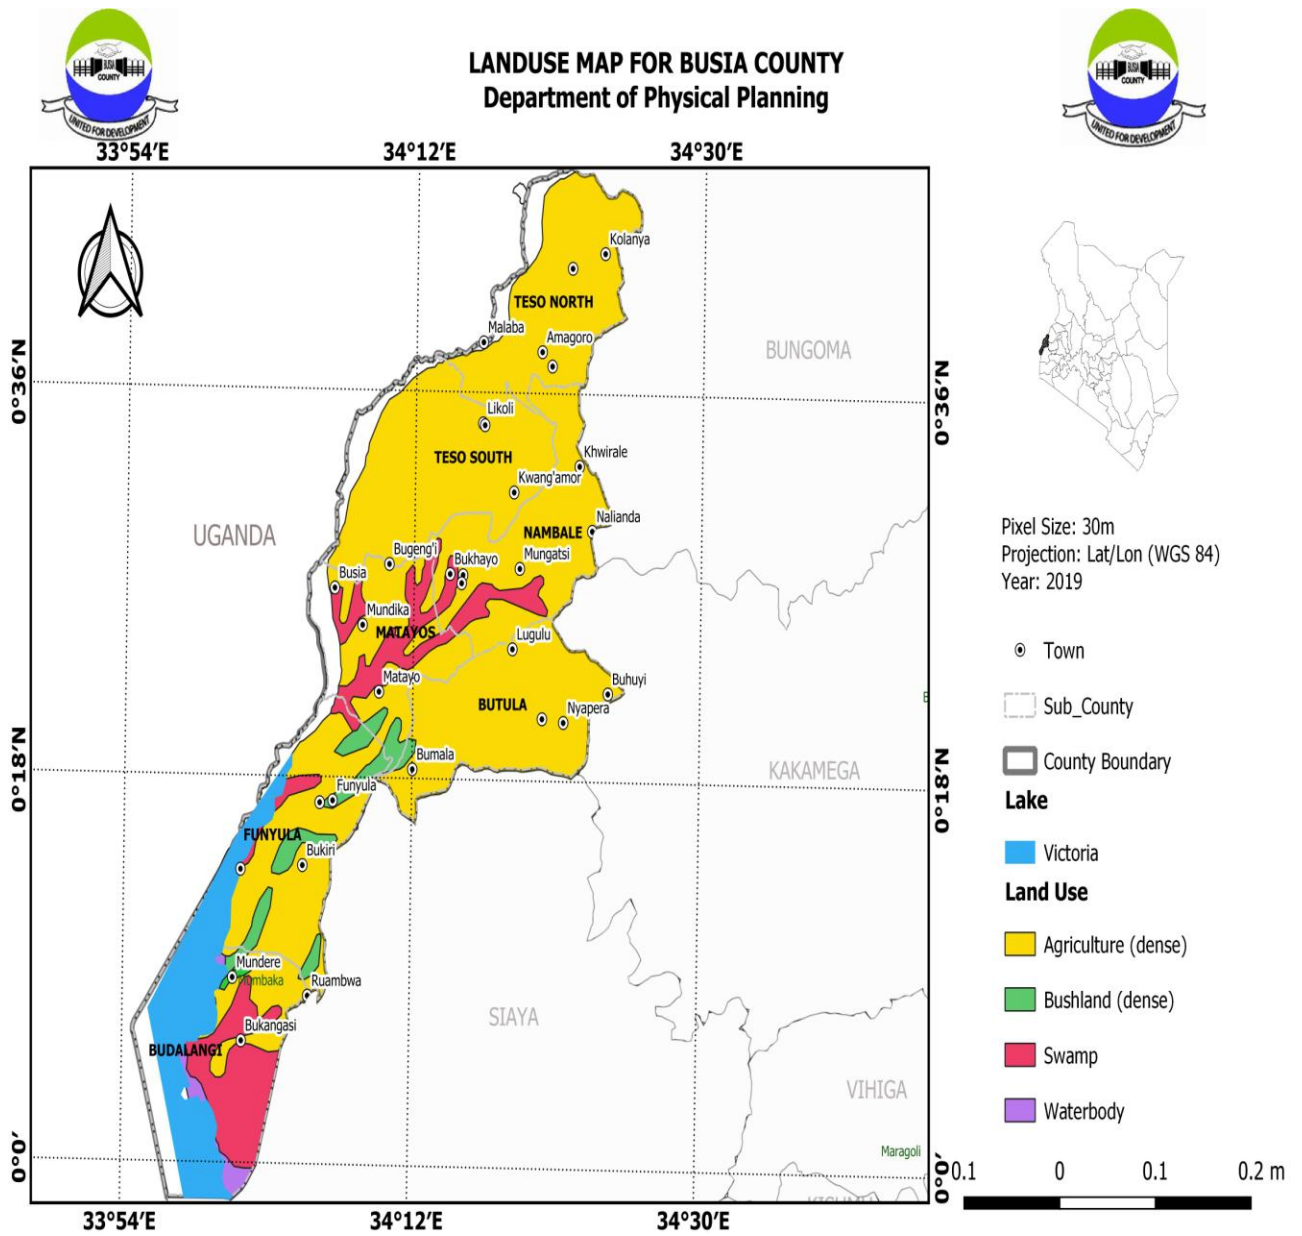 LANDUSE MAP FOR BUSIA COUNTY
Department of Physical Planning
BUSIA
COUNTY
UNITED FOR DEVELOPMENT
BUSIA
COUNTY
UNITED FOR DEVELOPMENT
33°54'E
34°12'E
34°30'E
Kolanya
TESO NORTH
Malaba
Amagoro
BUNGOMA
0°36'N
0°36'N
Likoli
TESO SOUTH
Khwirale
Kwang'amor
UGANDA
NAMBALE
Nalianda
Bugeng'i
Bukhayo
Mungatsi
Busia
Mundika
MATAYOS
Lugulu
Matayo
Buhuyi
BUTULA
Nyapera
0°18'N
0°18'N
Bumala
KAKAMEGA
Funyula
FUNYULA
Bukiri
Mundere
Ruambwa
SIAYA
Bukangasi
BUDALANGI
VIHIGA
Maragoli
0°0'
0°0'
33°54'E
34°12'E
34°30'E
Pixel Size: 30m
Projection: Lat/Lon (WGS 84)
Year: 2019
Town
Sub_County
County Boundary
Lake
Victoria
Land Use
Agriculture (dense)
Bushland (dense)
Swamp
Waterbody
0.1 0 0.1 0.2 m